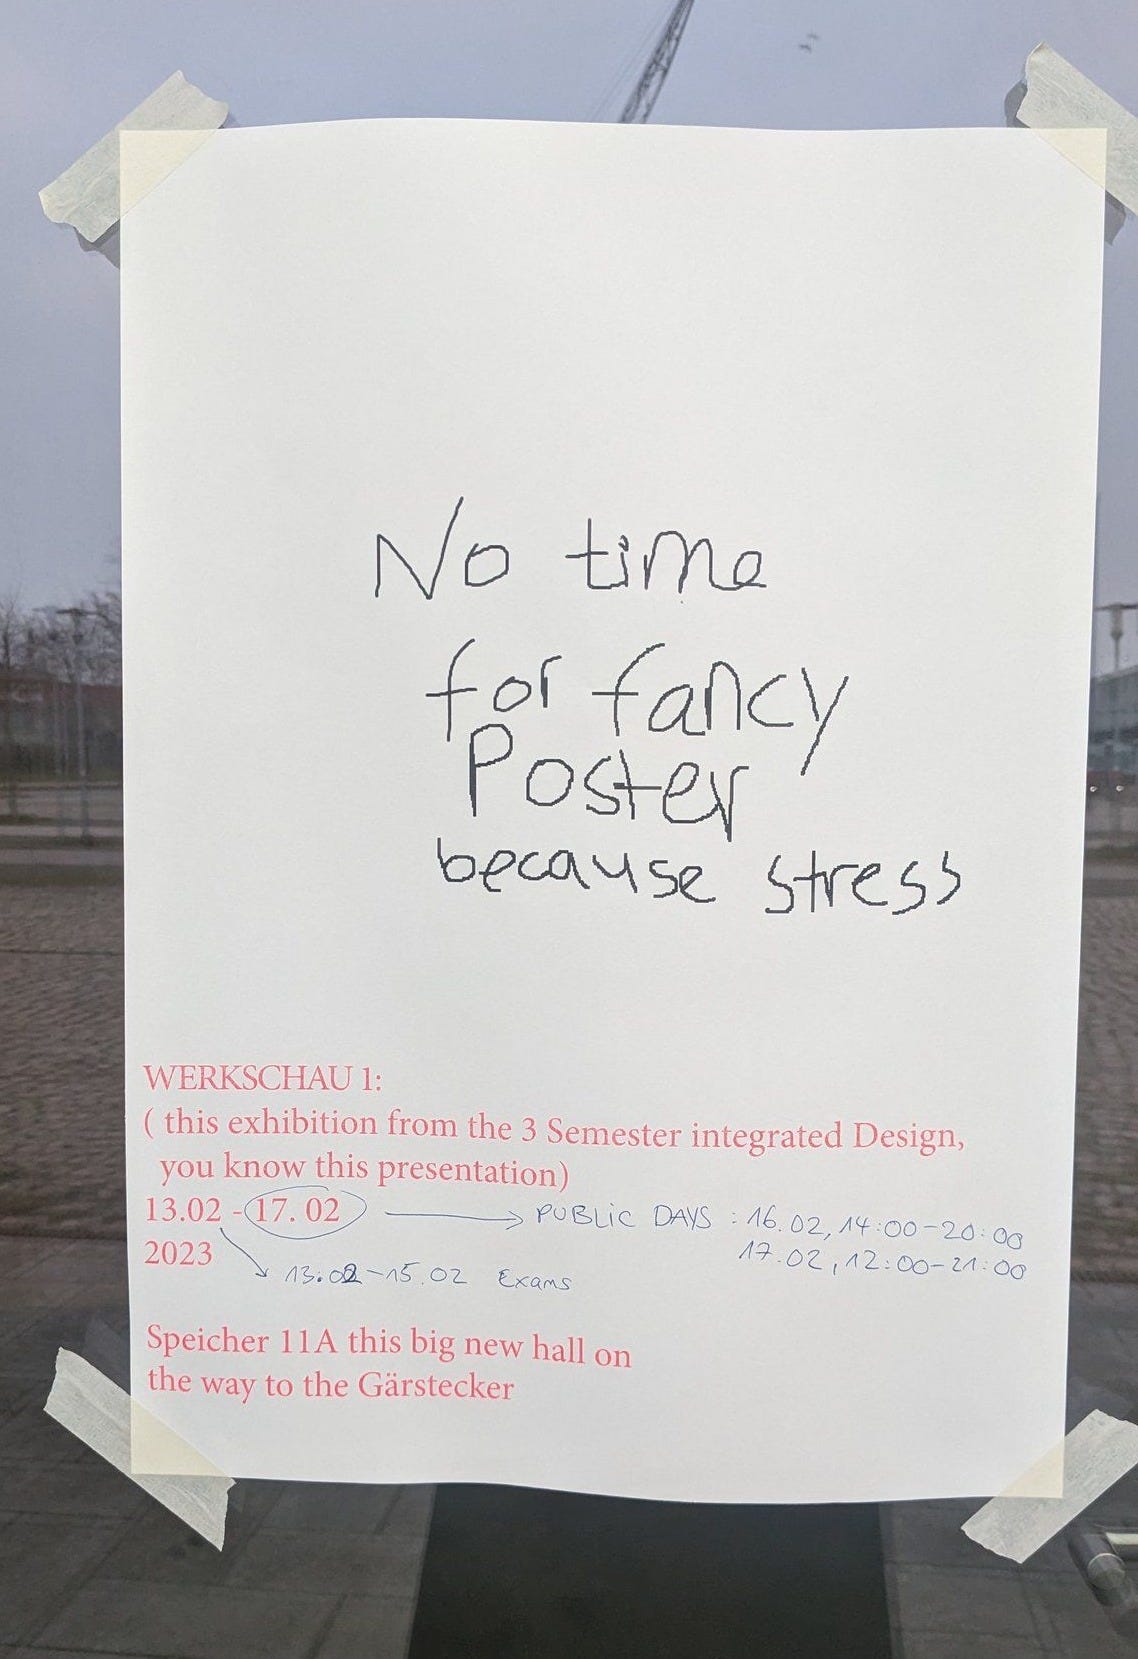 No time
for fancy
Poster
because stress
WERKSCHAU 1:
( this exhibition from the 3 Semester integrated Design,
you know this presentation)
13.02 - 17. 02 → PUBLIC DAYS : 16.02, 14:00-20:00
17.02, 12:00-21:00
2023
13.02-15.02 Exams
Speicher 11A this big new hall on
the way to the Gärstecker